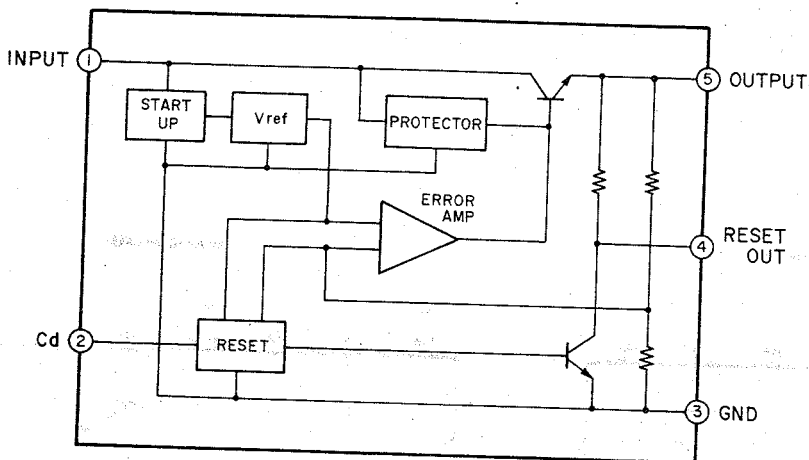 INPUT 1
START
UP
Vref
PROTECTOR
5 OUTPUT
ERROR
AMP
4 RESET
OUT
Cd 2
RESET
3 GND